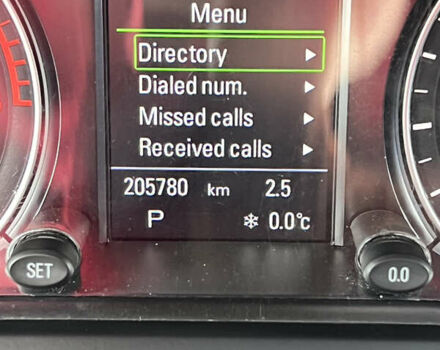 Menu
Directory
Dialed num.
Missed calls
Received calls
205780 km 2.5
P ❄ 0.0°C
SET 0.0